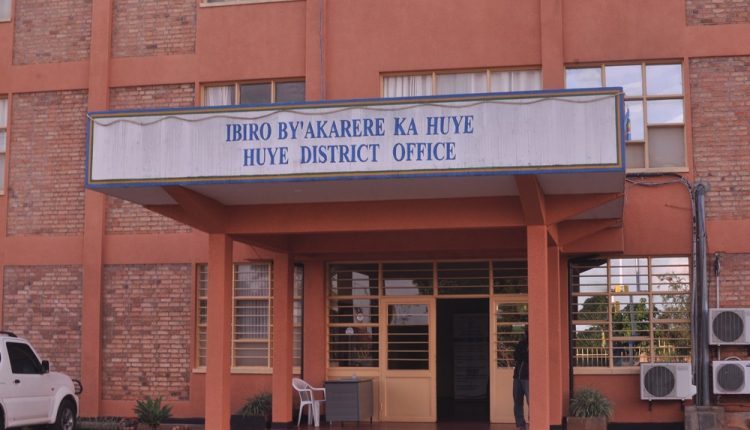 IBIRO BY'AKARERE KA HUYE
HUYE DISTRICT OFFICE